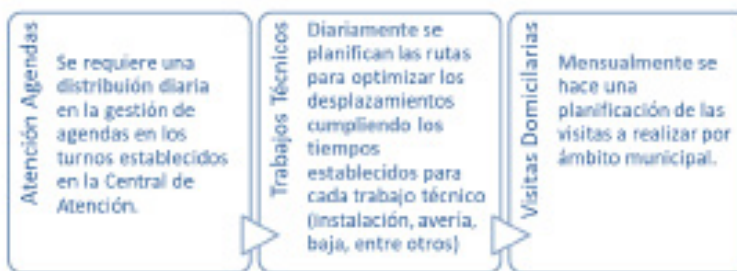 Atención Agendas
Se requiere una
distribuión diaria
en la gestión de
agendas en los
turnos establecidos
en la Central de
Atención.
Trabajos Técnicos
Diariamente se
planifican las rutas
para optimizar los
desplazamientos
cumpliendo los
tiempos
establecidos para
cada trabajo técnico
(instalación, avería,
baja, entre otros)
Visitas Domiciliarias
Mensualmente se
hace una
planificación de las
visitas a realizar por
ámbito municipal.